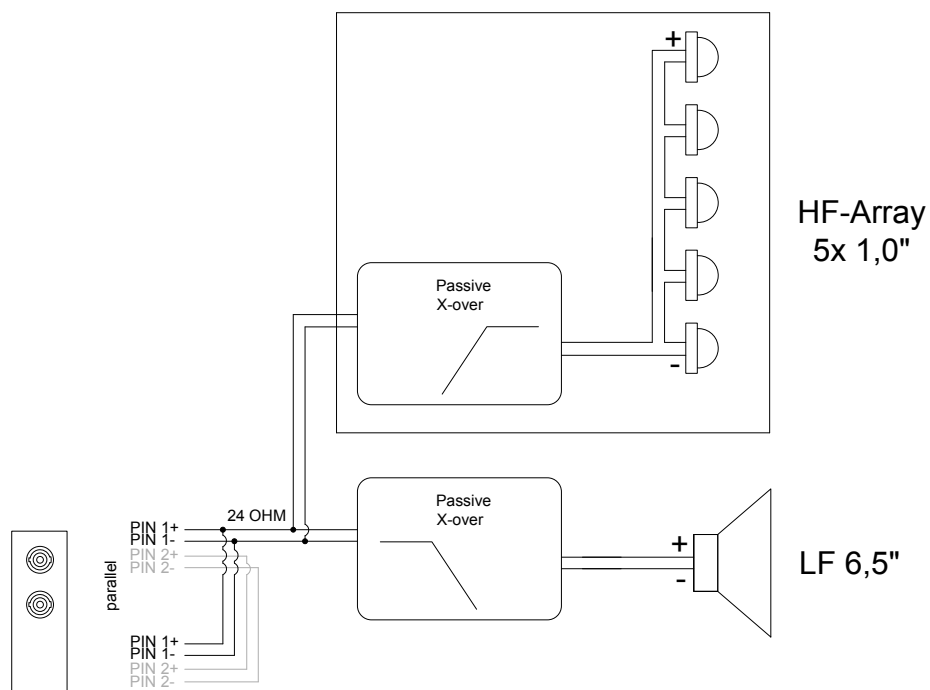 +
HF-Array
5x 1,0"
Passive
X-over
-
24 OHM
Passive
X-over
PIN 1+
PIN 1-
PIN 2+
PIN 2-
parallel
+
-
LF 6,5"
PIN 1+
PIN 1-
PIN 2+
PIN 2-